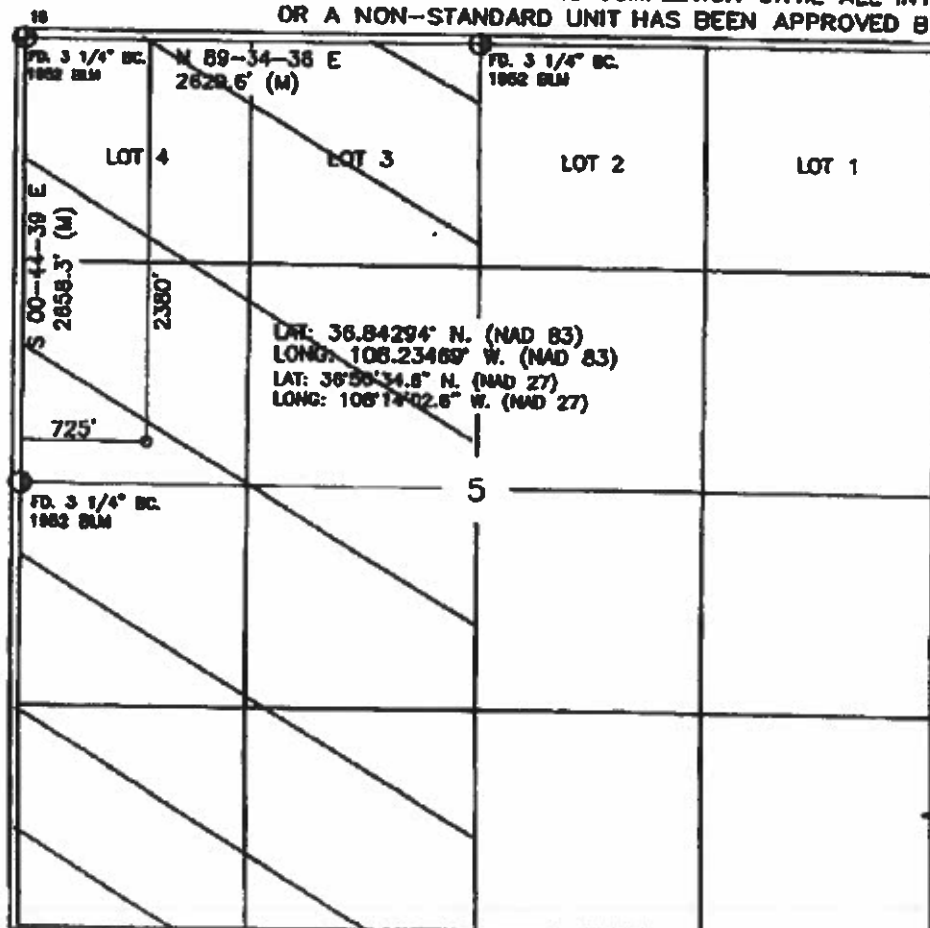 OR A NON-STANDARD UNIT HAS BEEN APPROVED B
16
FD. 3 1/4" BC.
1952 BLM
N 89-34-38 E
2629.6' (M)
FD. 3 1/4" BC.
1952 BLM
LOT 4
LOT 3
LOT 2
LOT 1
S 00-44-39 E
2658.3' (M)
2380'
LAT: 36.84294° N. (NAD 83)
LONG: 108.23469° W. (NAD 83)
LAT: 36°50'34.6" N. (NAD 27)
LONG: 108°14'02.6" W. (NAD 27)
725'
5
FD. 3 1/4" BC.
1952 BLM